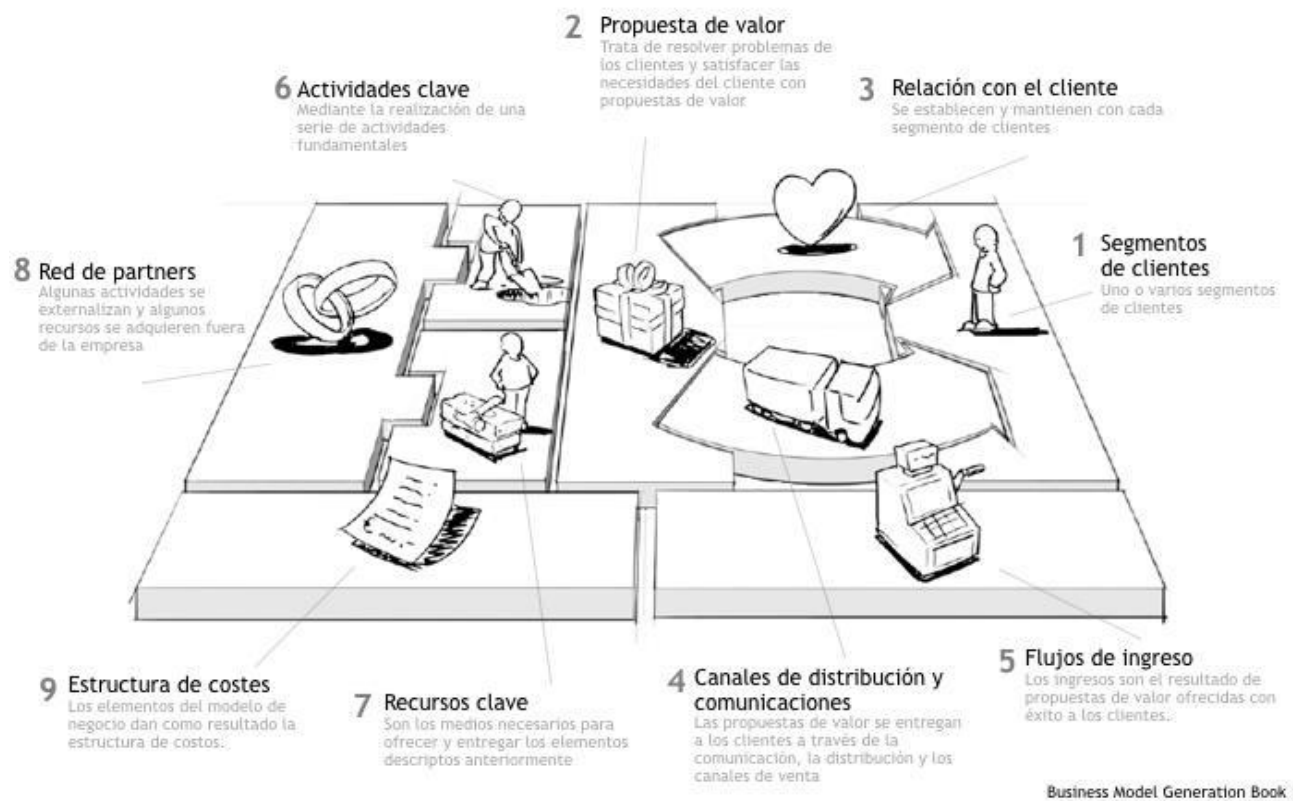 2 Propuesta de valor
Trata de resolver problemas de
los clientes y satisfacer las
necesidades del cliente con
propuestas de valor
6 Actividades clave
Mediante la realización de una
serie de actividades
fundamentales
3 Relación con el cliente
Se establecen y mantienen con cada
segmento de clientes
8 Red de partners
Algunas actividades se
externalizan y algunos
recursos se adquieren fuera
de la empresa
1 Segmentos
de clientes
Uno o varios segmentos
de clientes
9 Estructura de costes
Los elementos del modelo de
negocio dan como resultado la
estructura de costos.
7 Recursos clave
Son los medios necesarios para
ofrecer y entregar los elementos
descriptos anteriormente
4 Canales de distribución y
comunicaciones
Las propuestas de valor se entregan
a los clientes a través de la
comunicación, la distribución y los
canales de venta
5 Flujos de ingreso
Los ingresos son el resultado de
propuestas de valor ofrecidas con
éxito a los clientes.
Business Model Generation Book